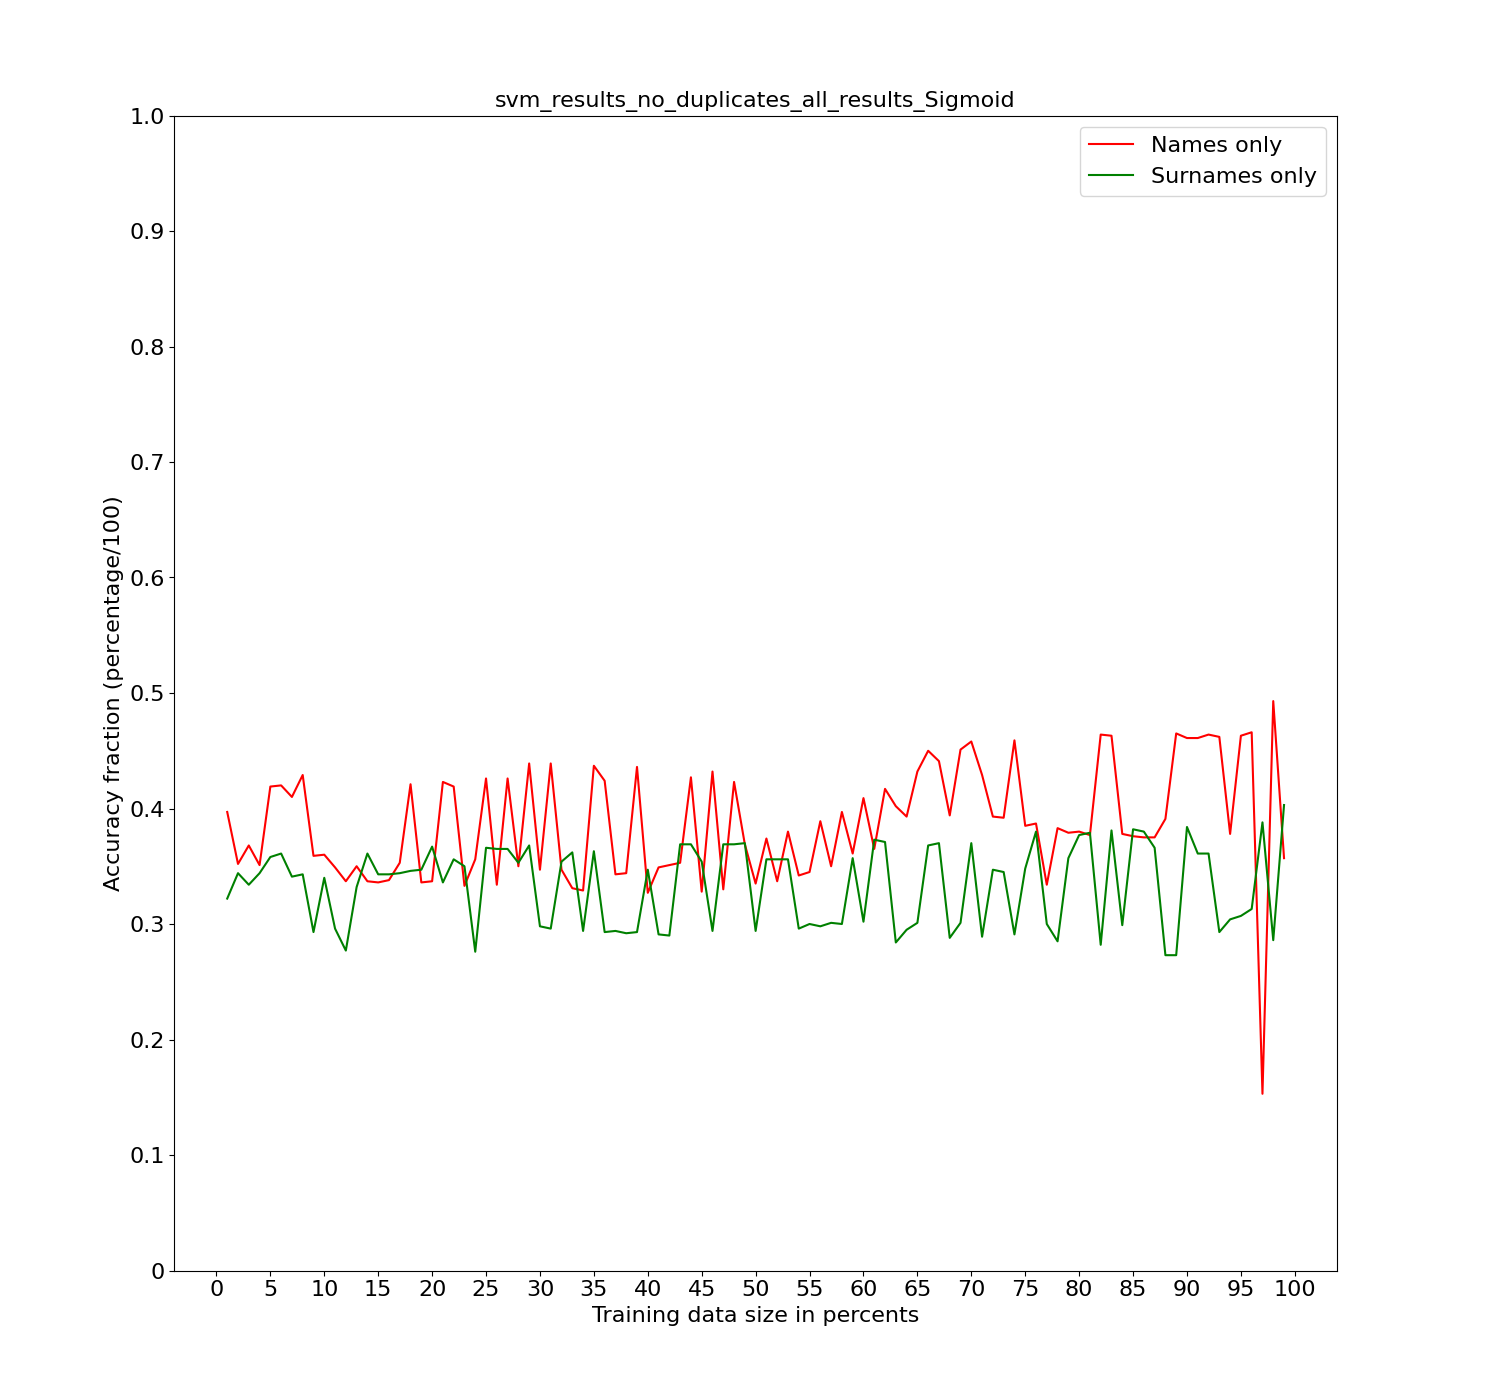 svm_results_no_duplicates_all_results_Sigmoid
Names only
Surnames only
Accuracy fraction (percentage/100)
1.0
0.9
0.8
0.7
0.6
0.5
0.4
0.3
0.2
0.1
0
0 5 10 15 20 25 30 35 40 45 50 55 60 65 70 75 80 85 90 95 100
Training data size in percents